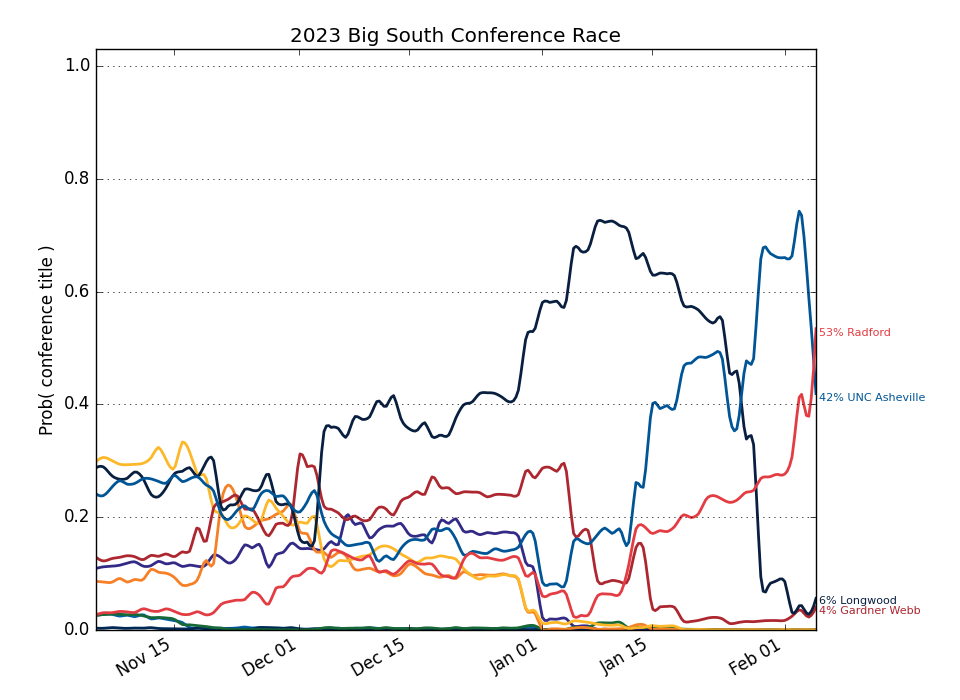 2023 Big South Conference Race
Prob( conference title )
1.0
0.8
0.6
0.4
0.2
0.0
53% Radford
42% UNC Asheville
6% Longwood
4% Gardner Webb
Nov 15
Dec 01
Dec 15
Jan 01
Jan 15
Feb 01